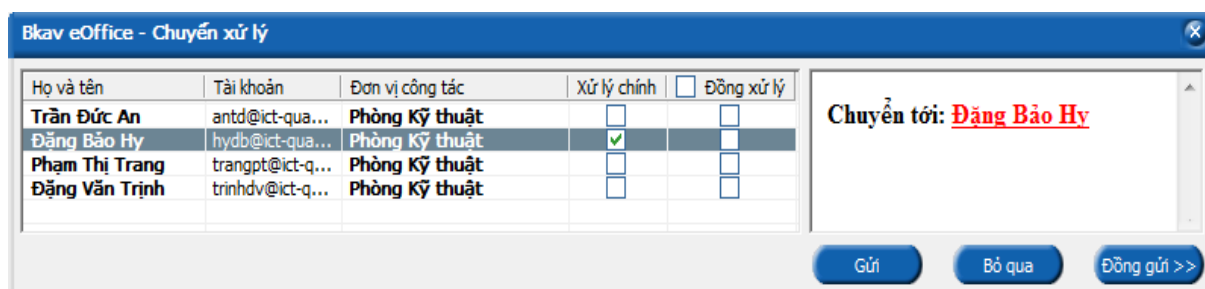 Bkav eOffice - Chuyển xử lý
Họ và tên Tài khoản Đơn vị công tác Xử lý chính Đồng xử lý
Trần Đức An antd@ict-qua... Phòng Kỹ thuật
Đặng Bảo Hy hydb@ict-qua... Phòng Kỹ thuật
Phạm Thị Trang trangpt@ict-q... Phòng Kỹ thuật
Đặng Văn Trịnh trinhdv@ict-q... Phòng Kỹ thuật
Chuyển tới: Đặng Bảo Hy
Gửi Bỏ qua Đồng gửi >>